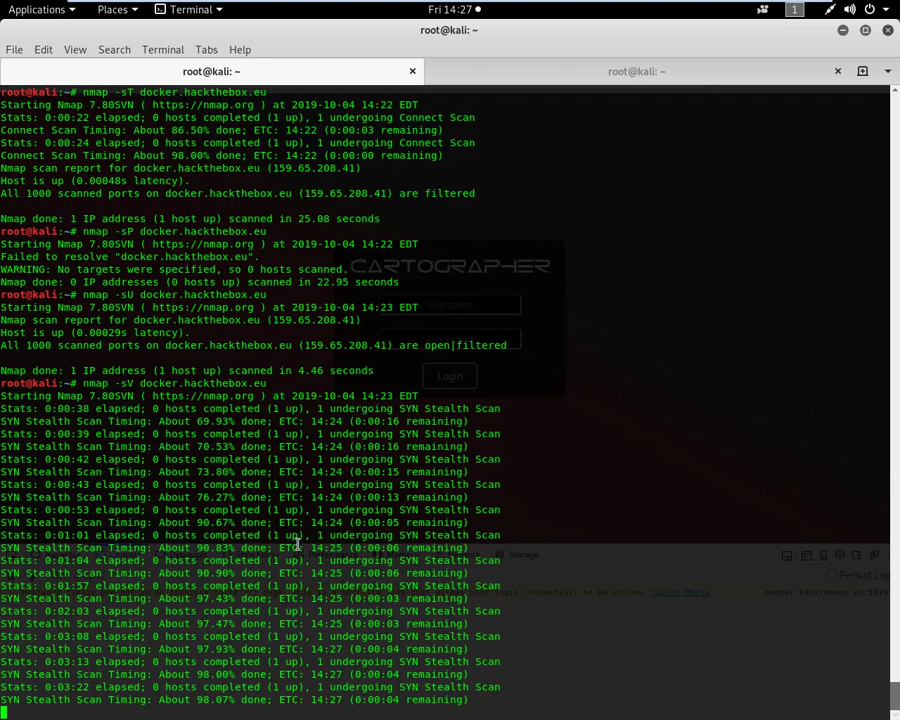 Applications Places Terminal Fri 14:27 1
root@kali: ~
File Edit View Search Terminal Tabs Help
root@kali: ~ root@kali: ~
root@kali:~# nmap -sT docker.hackthebox.eu
Starting Nmap 7.80SVN ( https://nmap.org ) at 2019-10-04 14:22 EDT
Stats: 0:00:22 elapsed; 0 hosts completed (1 up), 1 undergoing Connect Scan
Connect Scan Timing: About 86.50% done; ETC: 14:22 (0:00:03 remaining)
Stats: 0:00:24 elapsed; 0 hosts completed (1 up), 1 undergoing Connect Scan
Connect Scan Timing: About 98.00% done; ETC: 14:22 (0:00:00 remaining)
Nmap scan report for docker.hackthebox.eu (159.65.208.41)
Host is up (0.00048s latency).
All 1000 scanned ports on docker.hackthebox.eu (159.65.208.41) are filtered
Nmap done: 1 IP address (1 host up) scanned in 25.08 seconds
root@kali:~# nmap -sP docker.hackthebox.eu
Starting Nmap 7.80SVN ( https://nmap.org ) at 2019-10-04 14:22 EDT
Failed to resolve "docker.hackthebox.eu".
WARNING: No targets were specified, so 0 hosts scanned.
CARTOGRAPHER
Nmap done: 0 IP addresses (0 hosts up) scanned in 22.95 seconds
root@kali:~# nmap -sU docker.hackthebox.eu
Username
Starting Nmap 7.80SVN ( https://nmap.org ) at 2019-10-04 14:23 EDT
Nmap scan report for docker.hackthebox.eu (159.65.208.41)
Host is up (0.00029s latency).
All 1000 scanned ports on docker.hackthebox.eu (159.65.208.41) are open|filtered
Nmap done: 1 IP address (1 host up) scanned in 4.46 seconds
Login
root@kali:~# nmap -sV docker.hackthebox.eu
Starting Nmap 7.80SVN ( https://nmap.org ) at 2019-10-04 14:23 EDT
Stats: 0:00:38 elapsed; 0 hosts completed (1 up), 1 undergoing SYN Stealth Scan
SYN Stealth Scan Timing: About 69.93% done; ETC: 14:24 (0:00:16 remaining)
Stats: 0:00:39 elapsed; 0 hosts completed (1 up), 1 undergoing SYN Stealth Scan
SYN Stealth Scan Timing: About 70.53% done; ETC: 14:24 (0:00:16 remaining)
Stats: 0:00:42 elapsed; 0 hosts completed (1 up), 1 undergoing SYN Stealth Scan
SYN Stealth Scan Timing: About 73.80% done; ETC: 14:24 (0:00:15 remaining)
Stats: 0:00:43 elapsed; 0 hosts completed (1 up), 1 undergoing SYN Stealth Scan
SYN Stealth Scan Timing: About 76.27% done; ETC: 14:24 (0:00:13 remaining)
Stats: 0:00:53 elapsed; 0 hosts completed (1 up), 1 undergoing SYN Stealth Scan
SYN Stealth Scan Timing: About 90.67% done; ETC: 14:24 (0:00:05 remaining)
Stats: 0:01:01 elapsed; 0 hosts completed (1 up), 1 undergoing SYN Stealth Scan
SYN Stealth Scan Timing: About 90.83% done; ETC: 14:25 (0:00:06 remaining)
Storage
Stats: 0:01:04 elapsed; 0 hosts completed (1 up), 1 undergoing SYN Stealth Scan
SYN Stealth Scan Timing: About 90.90% done; ETC: 14:25 (0:00:06 remaining)
Persist Log
Stats: 0:01:57 elapsed; 0 hosts completed (1 up), 1 undergoing SYN Stealth Scan
SYN Stealth Scan Timing: About 97.43% done; ETC: 14:25 (0:00:03 remaining)
user login credentials to be stolen. [Learn More]
Stats: 0:02:03 elapsed; 0 hosts completed (1 up), 1 undergoing SYN Stealth Scan
SYN Stealth Scan Timing: About 97.47% done; ETC: 14:25 (0:00:03 remaining)
Stats: 0:03:08 elapsed; 0 hosts completed (1 up), 1 undergoing SYN Stealth Scan
SYN Stealth Scan Timing: About 97.93% done; ETC: 14:27 (0:00:04 remaining)
Stats: 0:03:13 elapsed; 0 hosts completed (1 up), 1 undergoing SYN Stealth Scan
SYN Stealth Scan Timing: About 98.00% done; ETC: 14:27 (0:00:04 remaining)
Stats: 0:03:22 elapsed; 0 hosts completed (1 up), 1 undergoing SYN Stealth Scan
SYN Stealth Scan Timing: About 98.07% done; ETC: 14:27 (0:00:04 remaining)